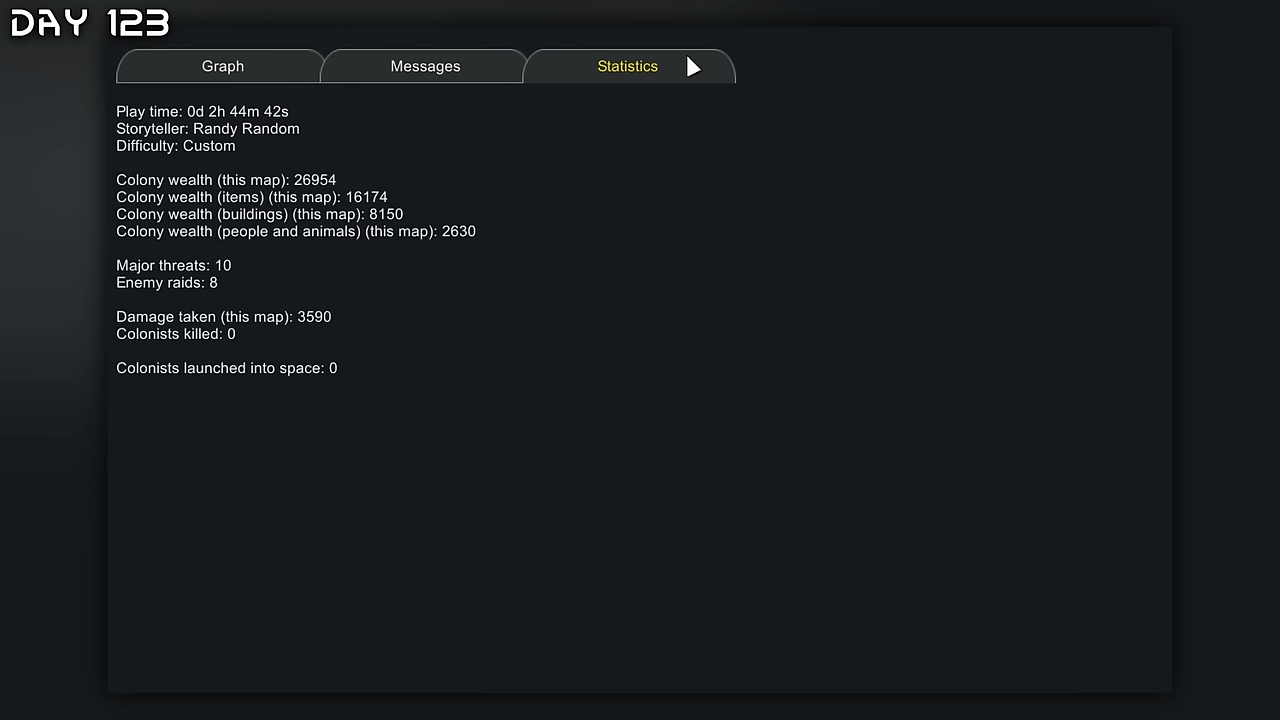 DAY 123
Graph
Messages
Statistics
Play time: 0d 2h 44m 42s
Storyteller: Randy Random
Difficulty: Custom
Colony wealth (this map): 26954
Colony wealth (items) (this map): 16174
Colony wealth (buildings) (this map): 8150
Colony wealth (people and animals) (this map): 2630
Major threats: 10
Enemy raids: 8
Damage taken (this map): 3590
Colonists killed: 0
Colonists launched into space: 0